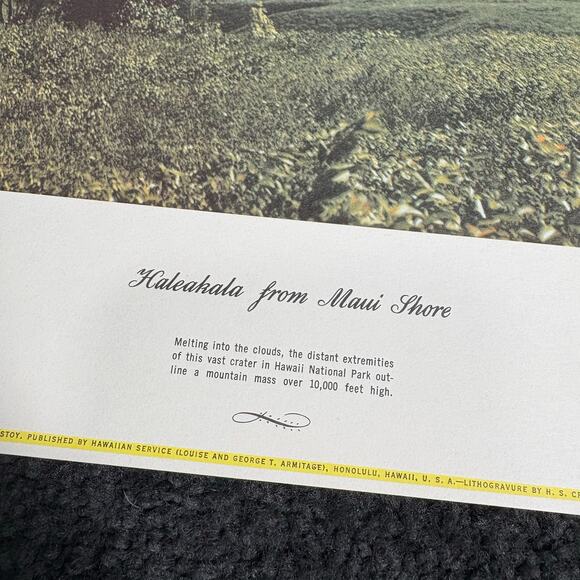 Haleakala from Maui Shore
Melting into the clouds, the distant extremities
of this vast crater in Hawaii National Park out-
line a mountain mass over 10,000 feet high.
STOY. PUBLISHED BY HAWAIIAN SERVICE (LOUISE AND GEORGE T. ARMITAGE), HONOLULU, HAWAII, U. S. A.—LITHOGRAVURE BY H. S. CR